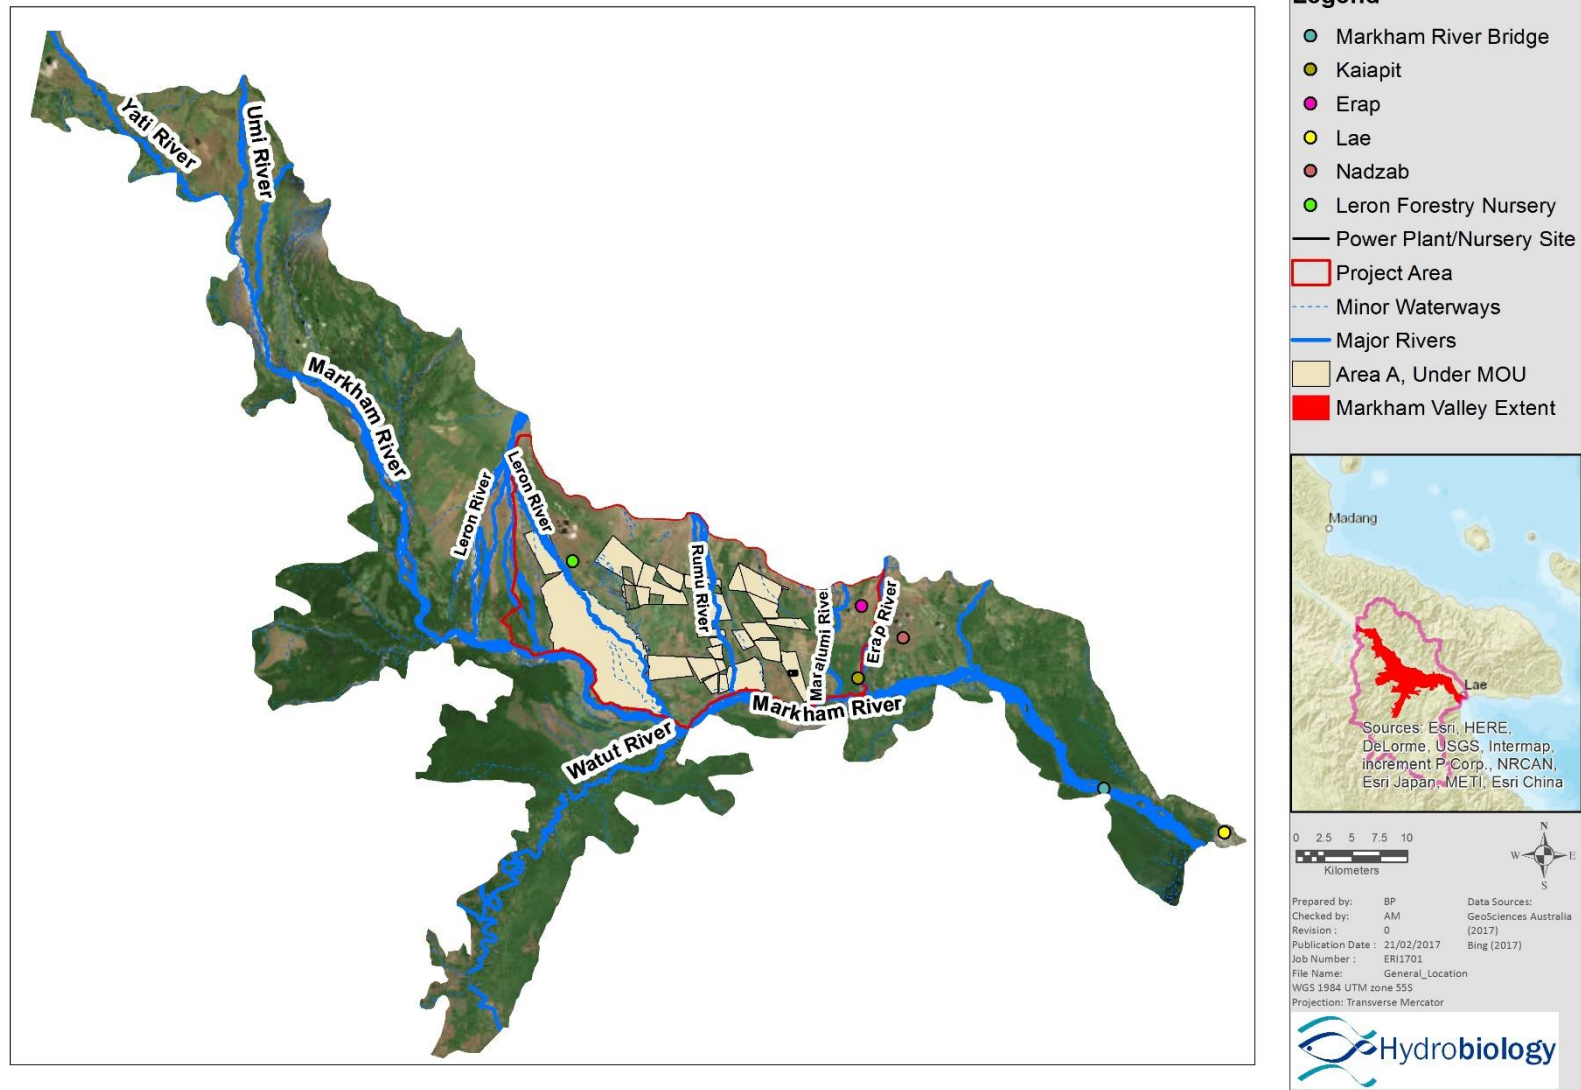 Yati River
Umi River
Markham River
Leron River
Leron River
Rumu River
Maralumi River
Erap River
Markham River
Watut River
Legend
Markham River Bridge
Kaiapit
Erap
Lae
Nadzab
Leron Forestry Nursery
Power Plant/Nursery Site
Project Area
Minor Waterways
Major Rivers
Area A, Under MOU
Markham Valley Extent
Madang
Lae
Sources: Esri, HERE,
DeLorme, USGS, Intermap,
increment P Corp., NRCAN,
Esri Japan, METI, Esri China
0 2.5 5 7.5 10
Kilometers
N
W E
S
Prepared by: BP
Checked by: AM
Revision : 0
Publication Date : 21/02/2017
Job Number : ERI1701
File Name: General_Location
WGS 1984 UTM zone 55S
Projection: Transverse Mercator
Data Sources:
GeoSciences Australia
(2017)
Bing (2017)
Hydrobiology